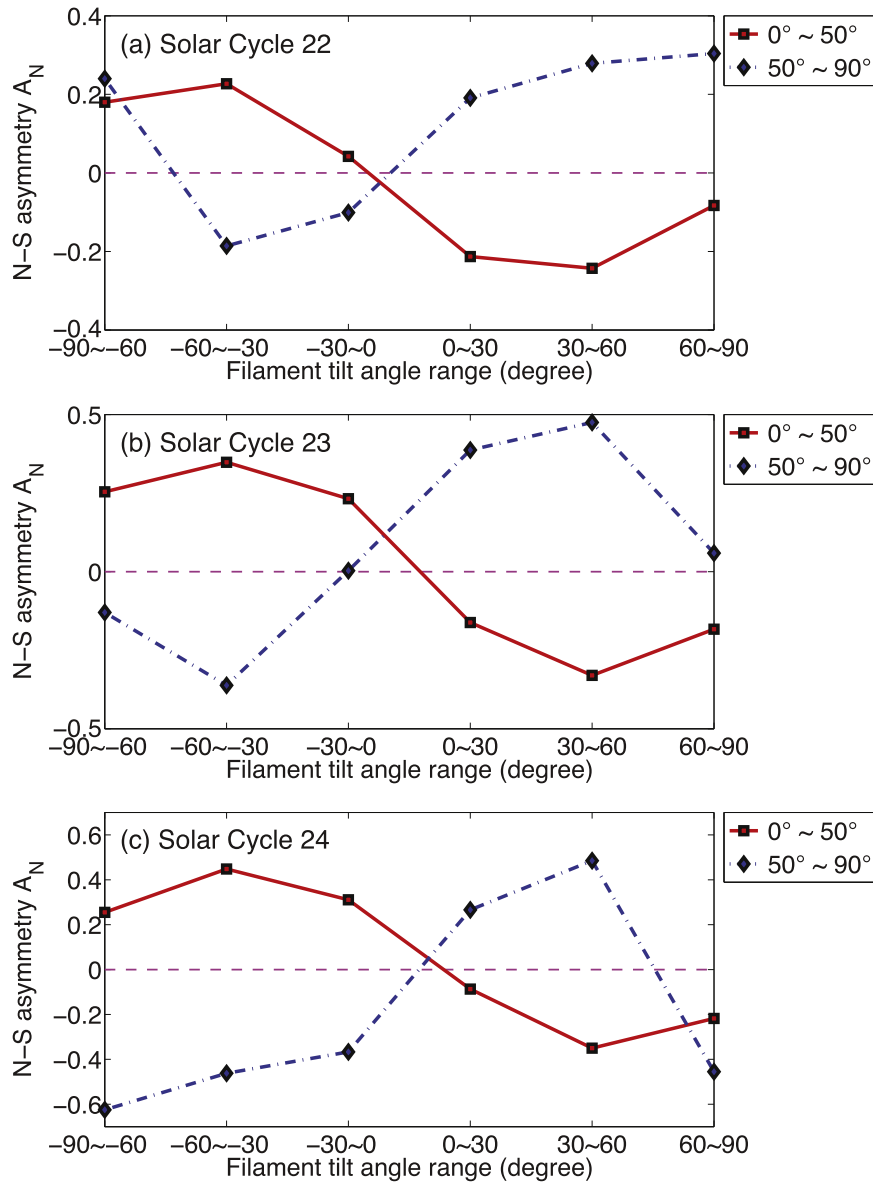 (a) Solar Cycle 22
0° ~ 50°
50° ~ 90°
N−S asymmetry A_N
0.4
0.2
0
−0.2
−0.4
−90~−60 −60~−30 −30~0 0~30 30~60 60~90
Filament tilt angle range (degree)
(b) Solar Cycle 23
0° ~ 50°
50° ~ 90°
N−S asymmetry A_N
0.5
0
−0.5
−90~−60 −60~−30 −30~0 0~30 30~60 60~90
Filament tilt angle range (degree)
(c) Solar Cycle 24
0° ~ 50°
50° ~ 90°
N−S asymmetry A_N
0.6
0.4
0.2
0
−0.2
−0.4
−0.6
−90~−60 −60~−30 −30~0 0~30 30~60 60~90
Filament tilt angle range (degree)